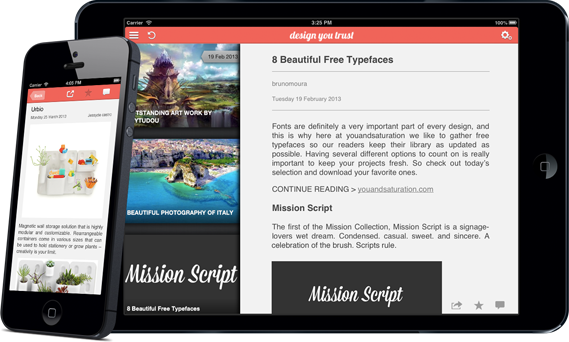 Carrier
4:05 PM
Urbio
Monday 25 March 2013
Magnetic wall storage solution that is highly
modular and customizable. Rearrangeable
containers come in various sizes that can
be used to hold stationery or grow plants -
creativity is your limit.
Carrier
3:25 PM
100%
design you trust
19 Feb 2013
TSTANDING ART WORK BY
YTUDOU
BEAUTIFUL PHOTOGRAPHY OF ITALY
Mission Script
8 Beautiful Free Typefaces
8 Beautiful Free Typefaces
brunomoura
Tuesday 19 February 2013
Fonts are definitely a very important part of every design, and
this is why here at youandsaturation we like to gather free
typefaces so our readers keep their library as updated as
possible. Having several different options to count on is really
important to keep your projects fresh. So check out today's
selection and download your favorite ones.
CONTINUE READING > youandsaturation.com
Mission Script
The first of the Mission Collection, Mission Script is a signage-
lovers wet dream. Condensed. casual. sweet. and sincere. A
celebration of the brush. Scripts rule.
Mission Script